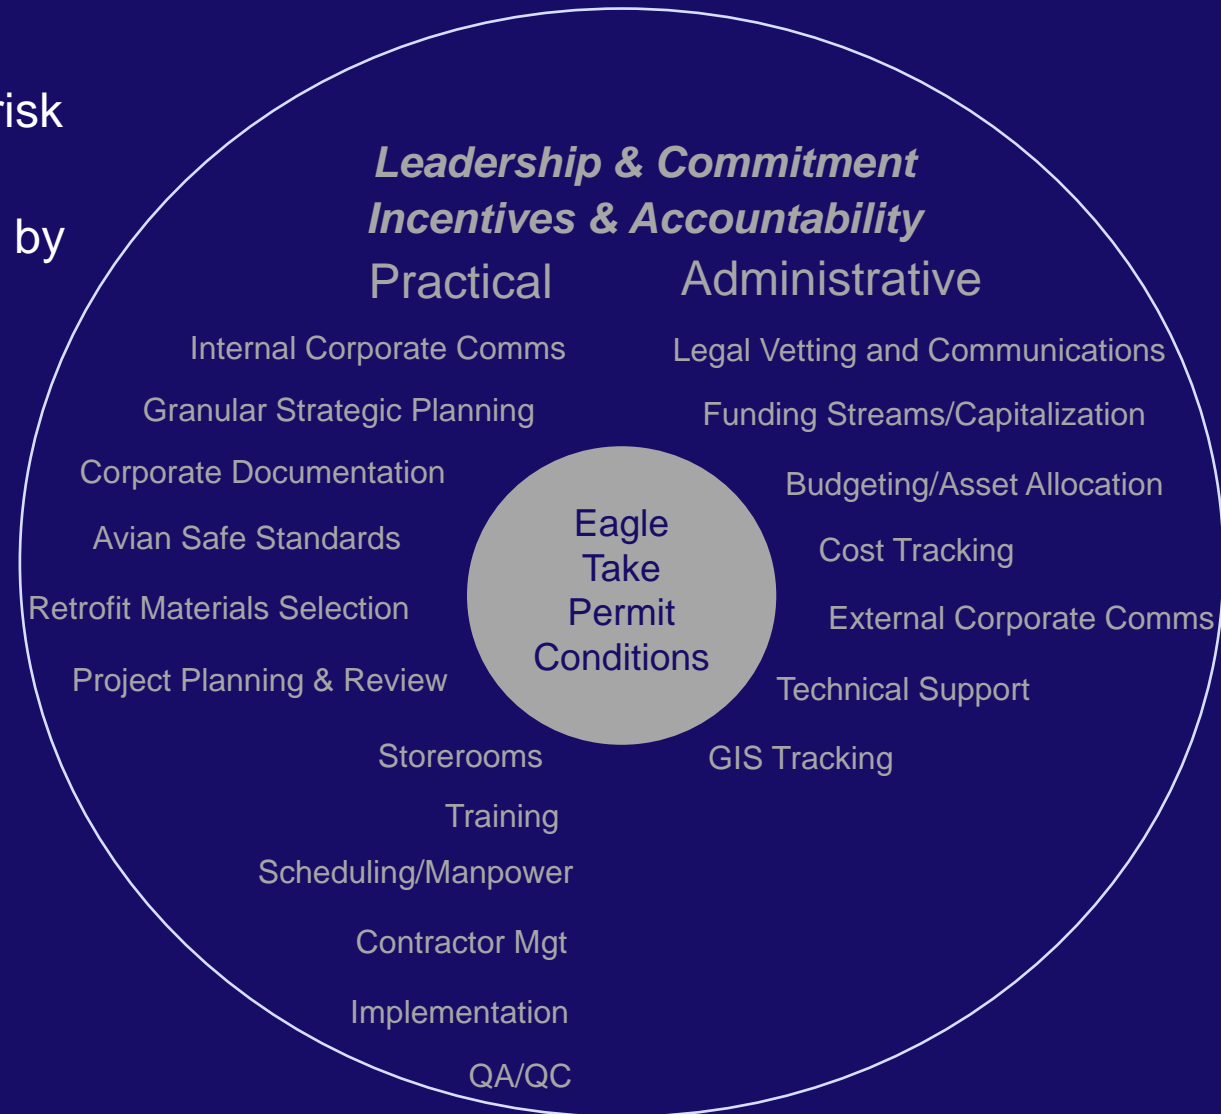 risk
by
Leadership & Commitment
Incentives & Accountability
Practical
Administrative
Internal Corporate Comms
Granular Strategic Planning
Corporate Documentation
Avian Safe Standards
Retrofit Materials Selection
Project Planning & Review
Storerooms
Training
Scheduling/Manpower
Contractor Mgt
Implementation
QA/QC
Legal Vetting and Communications
Funding Streams/Capitalization
Budgeting/Asset Allocation
Cost Tracking
External Corporate Comms
Technical Support
GIS Tracking
Eagle
Take
Permit
Conditions